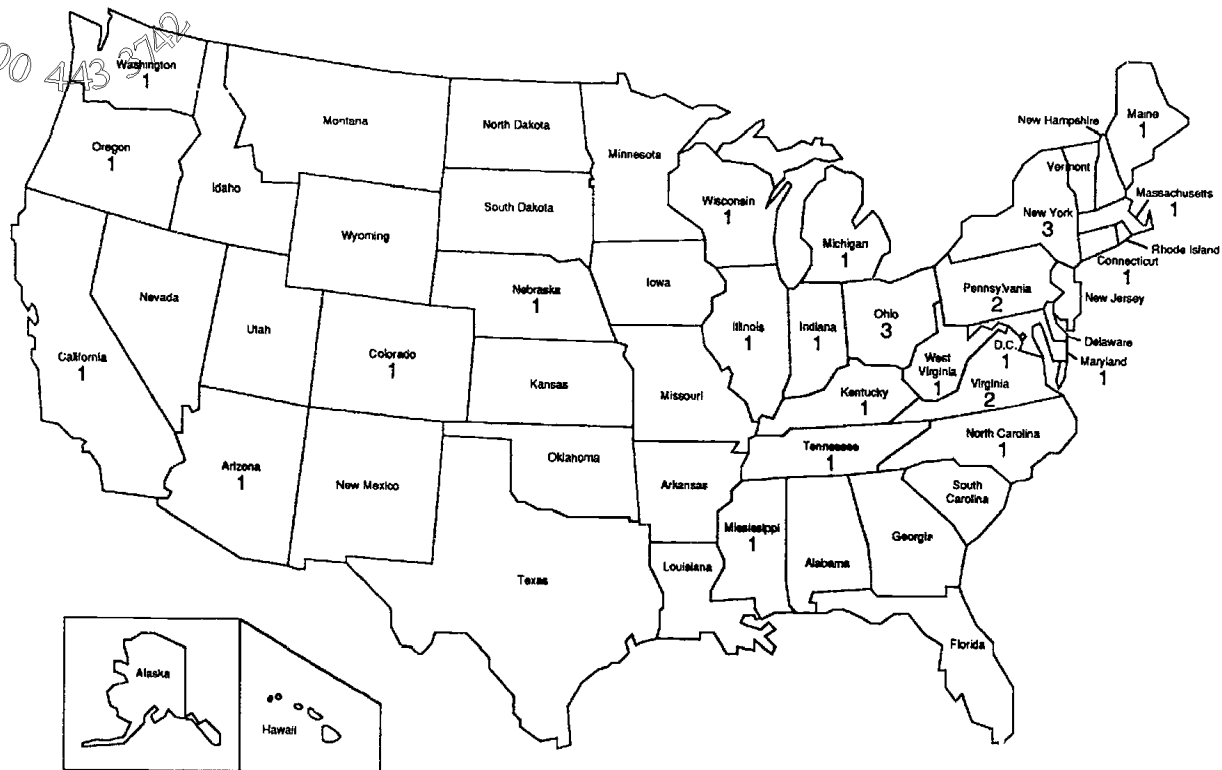 00 443 3742
Washington
1
Montana
North Dakota
Minnesota
New Hampshire
Maine
1
Oregon
1
Idaho
Vermont
South Dakota
Wisconsin
1
Massachusetts
1
Wyoming
New York
3
Michigan
1
Rhode Island
Connecticut
1
Nebraska
1
Iowa
Pennsylvania
2
New Jersey
Nevada
Utah
Illinois
1
Indiana
1
Ohio
3
Delaware
D.C.
1
Maryland
1
California
1
Colorado
1
West
Virginia
1
Kansas
Missouri
Kentucky
1
Virginia
2
North Carolina
1
Tennessee
1
Arizona
1
Oklahoma
New Mexico
Arkansas
South
Carolina
Mississippi
1
Georgia
Alabama
Texas
Louisiana
Florida
Alaska
Hawaii